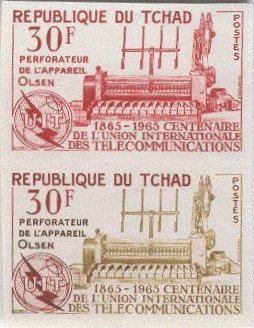 REPUBLIQUE DU TCHAD
30F
POSTES
PERFORATEUR
DE L'APPAREIL
OLSEN
UIT
1865-1965 CENTENAIRE
DE L'UNION INTERNATIONALE
DES TELECOMMUNICATIONS
REPUBLIQUE DU TCHAD
30F
POSTES
PERFORATEUR
DE L'APPAREIL
OLSEN
UIT
1865-1965 CENTENAIRE
DE L'UNION INTERNATIONALE
DES TELECOMMUNICATIONS